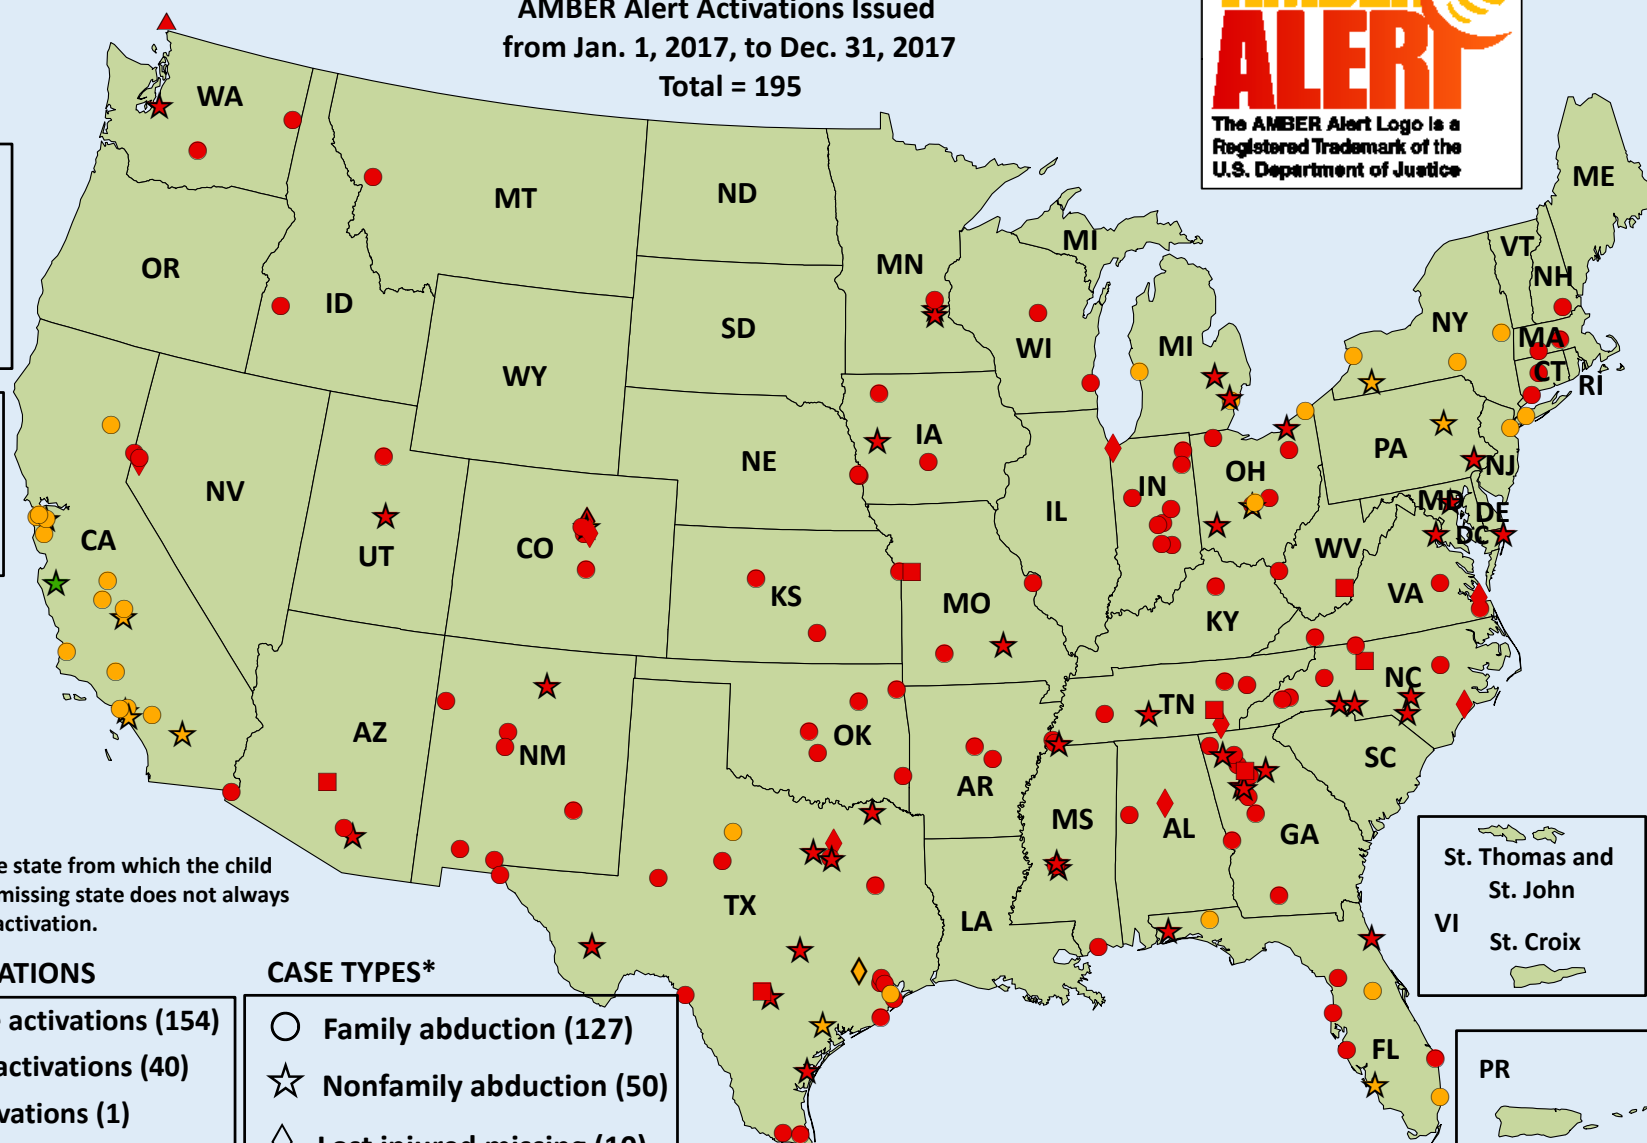 AMBER Alert Activations Issued
from Jan. 1, 2017, to Dec. 31, 2017
Total = 195
AMBER
ALERT
The AMBER Alert Logo is a
Registered Trademark of the
U.S. Department of Justice
WA
MT
ND
MN
MI
ME
VT
NH
OR
ID
SD
WI
MI
NY
MA
CT
RI
WY
IA
NE
PA
NJ
NV
IL
IN
OH
MD
DE
DC
CA
UT
CO
KS
MO
WV
VA
KY
AZ
NM
OK
TN
NC
AR
SC
MS
AL
GA
TX
LA
FL
St. Thomas and
St. John
VI
St. Croix
PR
e state from which the child
missing state does not always
activation.
ATIONS
activations (154)
activations (40)
vations (1)
CASE TYPES*
Family abduction (127)
Nonfamily abduction (50)
Lost injured missing (10)